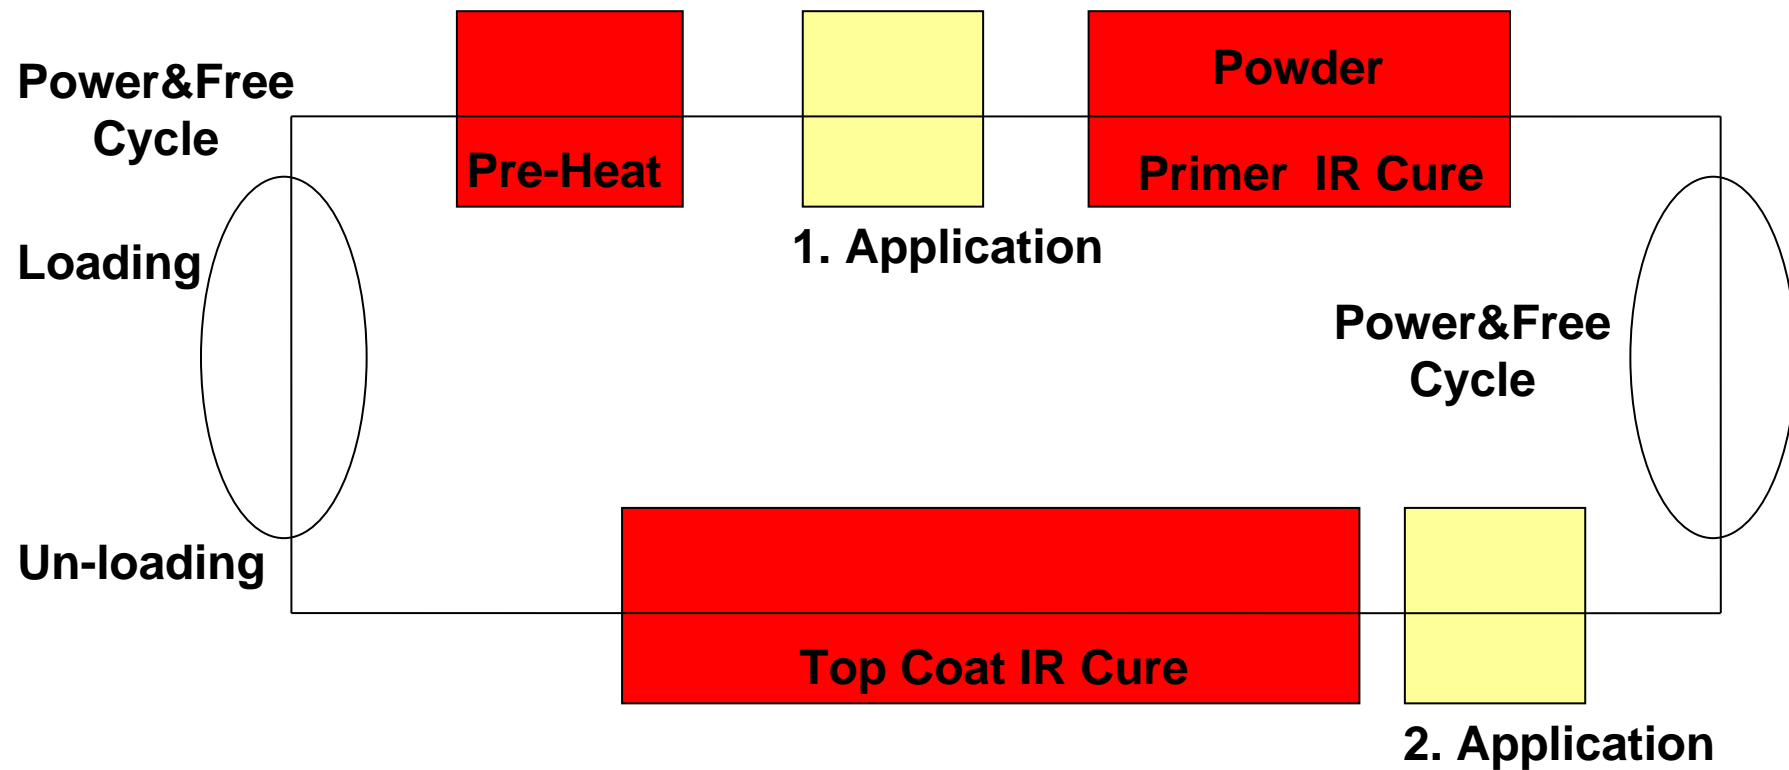 Power&Free
Cycle
Pre-Heat
Powder
Primer  IR Cure
1. Application
Loading
Power&Free
Cycle
Un-loading
Top Coat IR Cure
2. Application